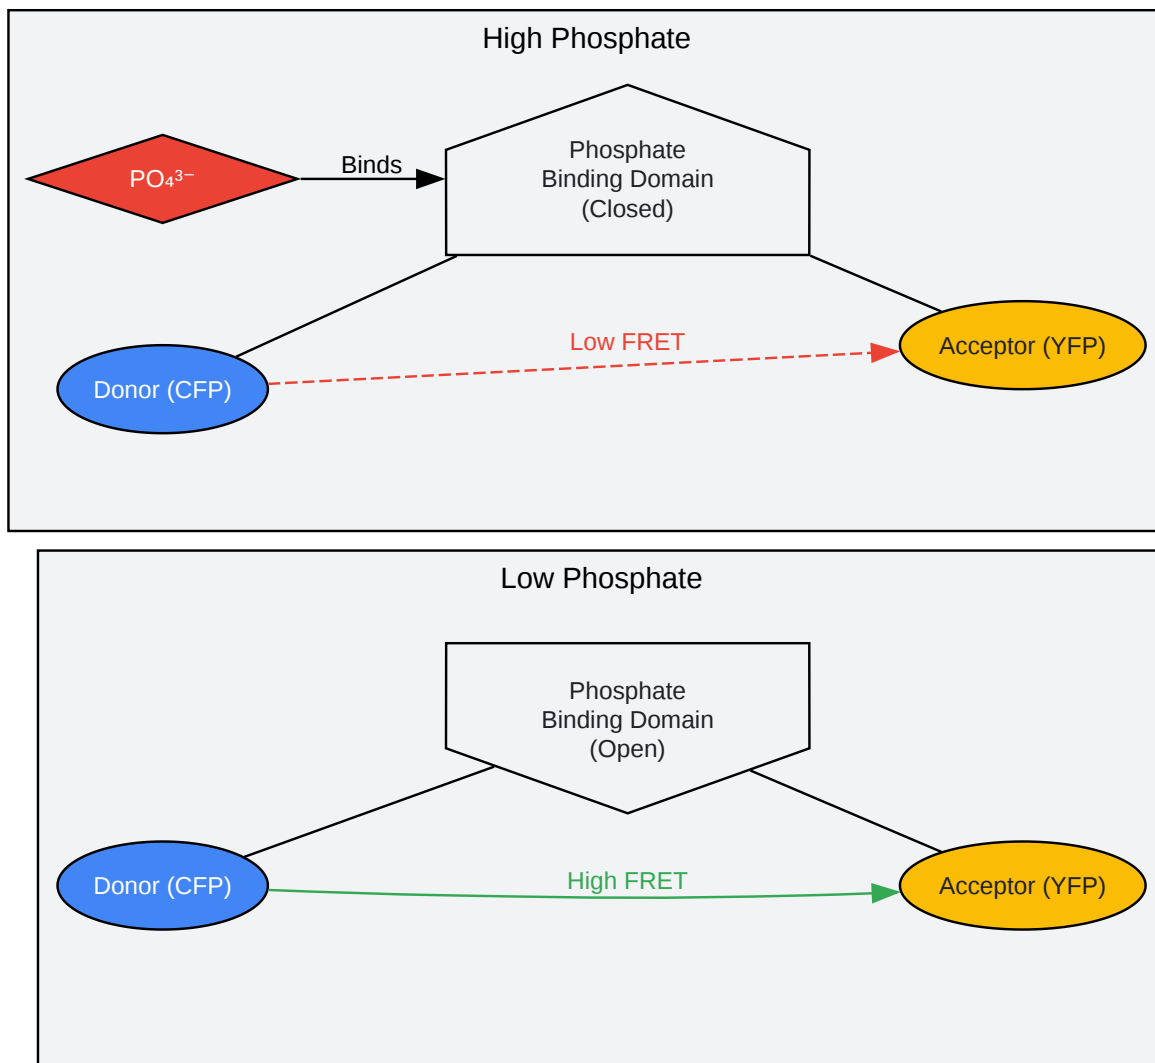 High Phosphate
PO₄³⁻
Binds
Phosphate
Binding Domain
(Closed)
Low FRET
Donor (CFP)
Acceptor (YFP)
Low Phosphate
Phosphate
Binding Domain
(Open)
High FRET
Donor (CFP)
Acceptor (YFP)